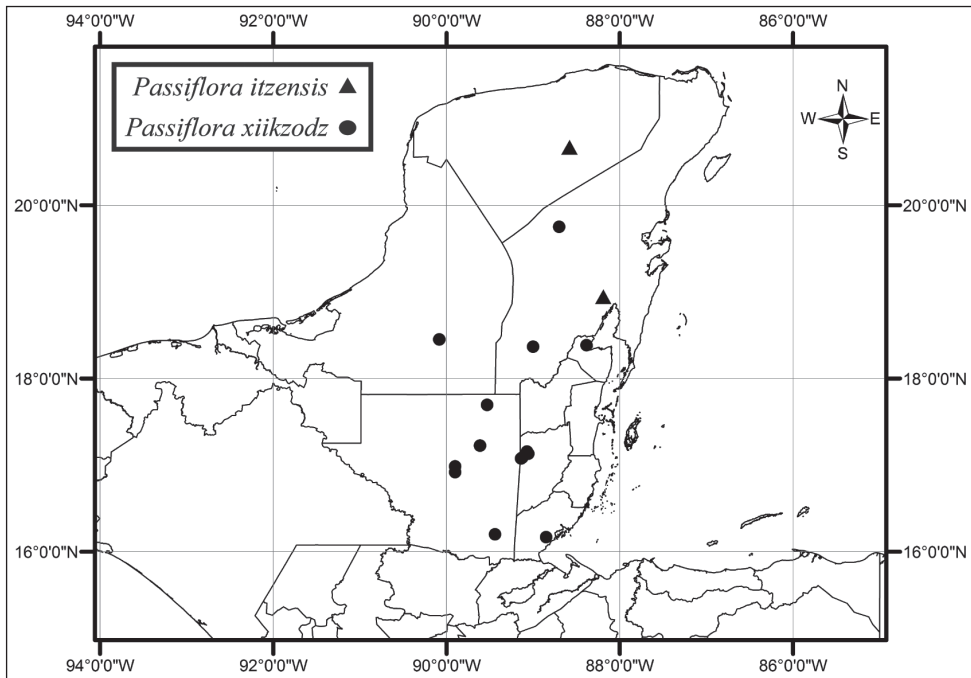 94°0'0"W 92°0'0"W 90°0'0"W 88°0'0"W 86°0'0"W
Passiflora itzensis ▲
Passiflora xiikzodz ●
N
W E
S
20°0'0"N 20°0'0"N
18°0'0"N 18°0'0"N
16°0'0"N 16°0'0"N
94°0'0"W 92°0'0"W 90°0'0"W 88°0'0"W 86°0'0"W